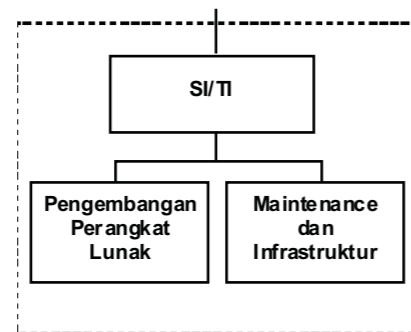 SI/TI
Pengembangan
Perangkat
Lunak
Maintenance
dan
Infrastruktur